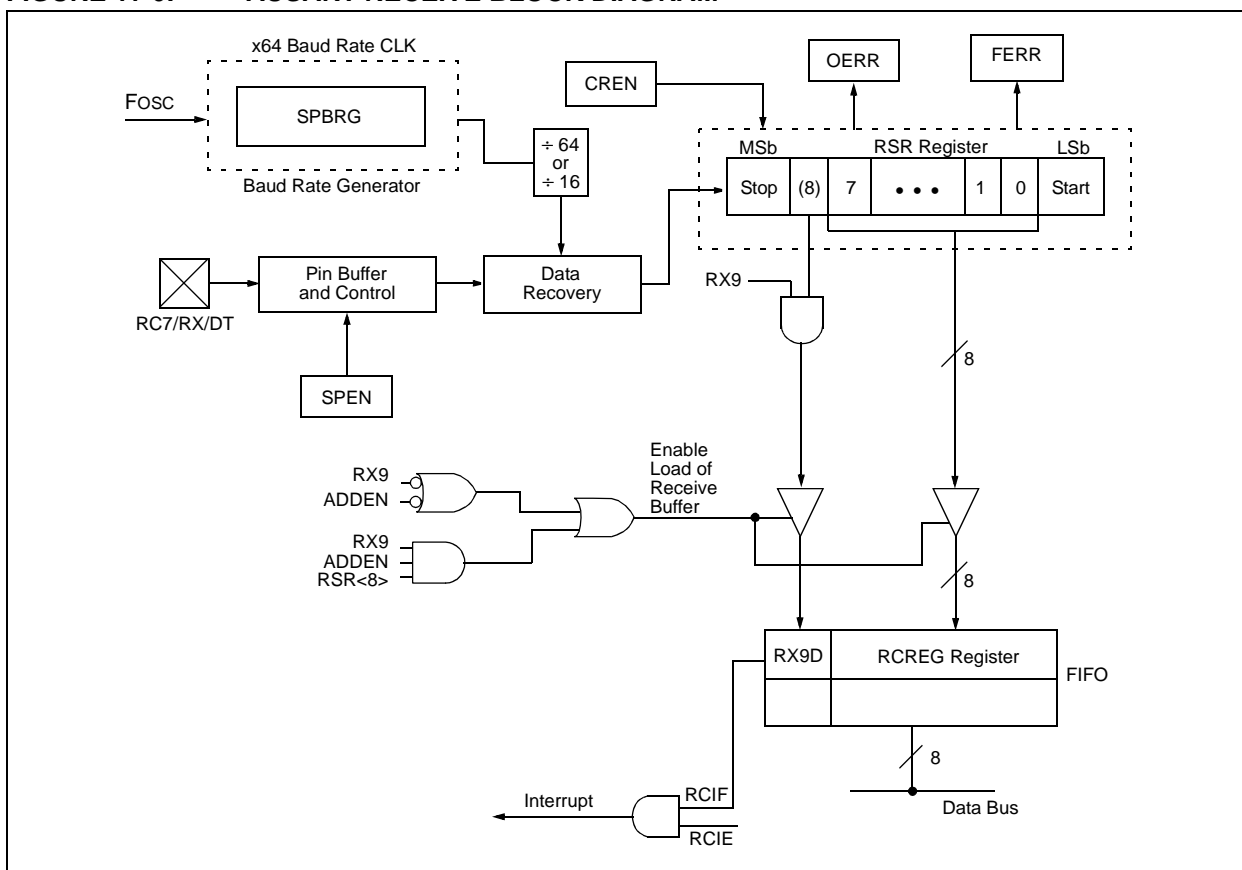 x64 Baud Rate CLK
FOSC
SPBRG
Baud Rate Generator
÷ 64
or
÷ 16
CREN
OERR
FERR
MSb
RSR Register
LSb
Stop
(8)
7
• • •
1
0
Start
RC7/RX/DT
Pin Buffer
and Control
Data
Recovery
SPEN
RX9
8
RX9
ADDEN
RX9
ADDEN
RSR<8>
Enable
Load of
Receive
Buffer
8
RX9D
RCREG Register
FIFO
8
Data Bus
Interrupt
RCIF
RCIE